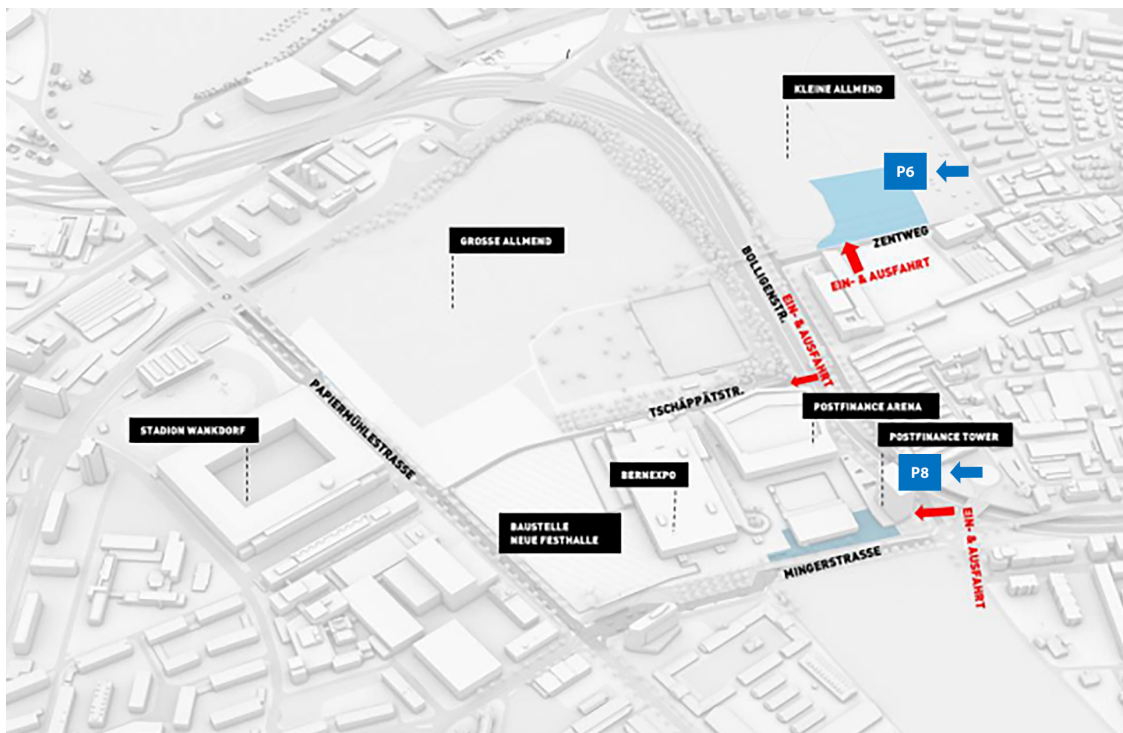 KLEINE ALLMEND
P6
ZENTWEG
EIN- & AUSFAHRT
GROSSE ALLMEND
BOLLIGENSTR.
EIN- & AUSFAHRT
PAPIERMÜHLESTRASSE
TSCHÄPPÄTSTR.
POSTFINANCE ARENA
STADION WANKDORF
POSTFINANCE TOWER
P8
BERNEXPO
BAUSTELLE
NEUE FESTHALLE
EIN- & AUSFAHRT
MINGERSTRASSE